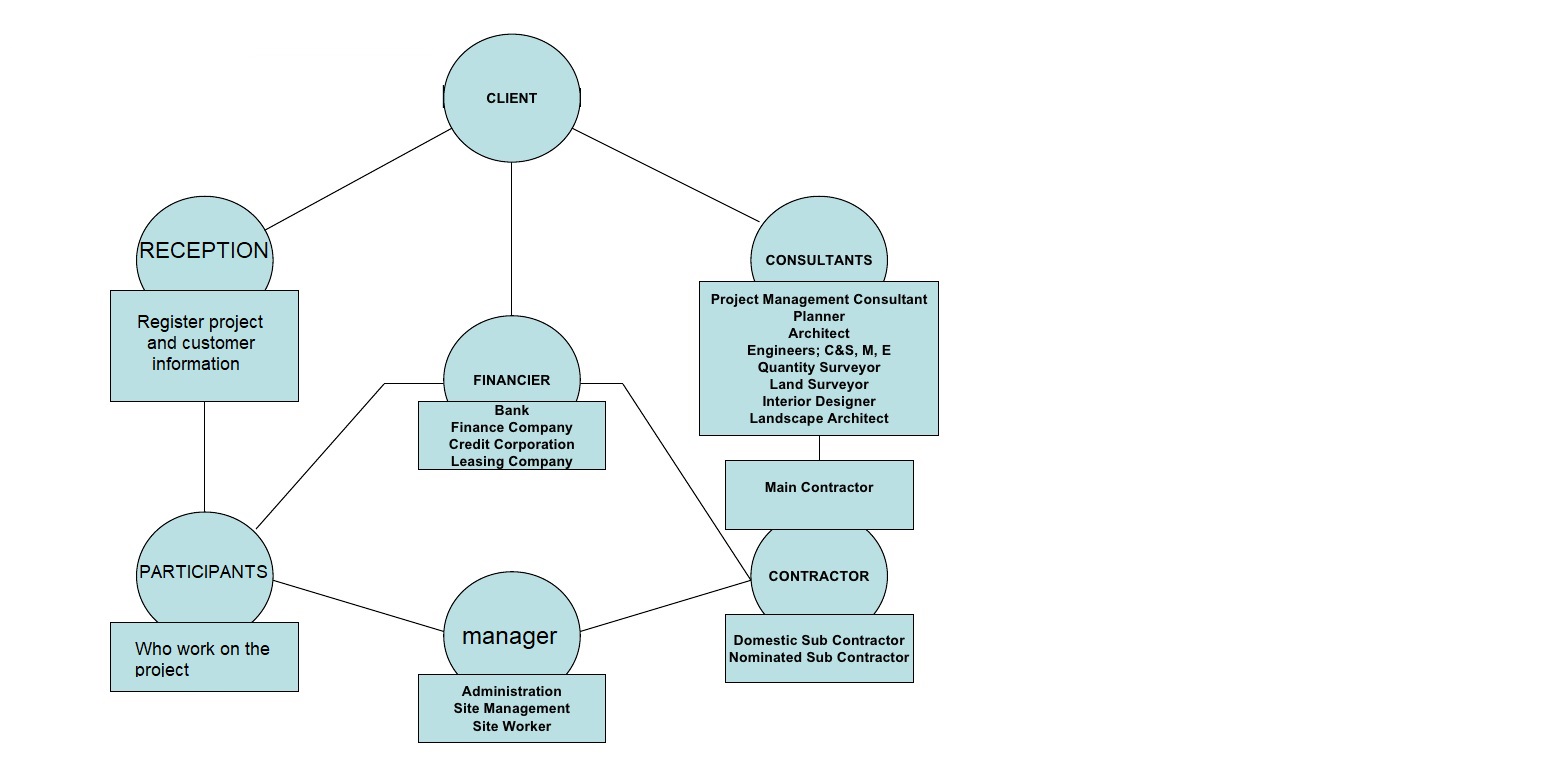 CLIENT
RECEPTION
Register project
and customer
information
CONSULTANTS
Project Management Consultant
Planner
Architect
Engineers; C&S, M, E
Quantity Surveyor
Land Surveyor
Interior Designer
Landscape Architect
FINANCIER
Bank
Finance Company
Credit Corporation
Leasing Company
Main Contractor
PARTICIPANTS
Who work on the
project
manager
Administration
Site Management
Site Worker
CONTRACTOR
Domestic Sub Contractor
Nominated Sub Contractor